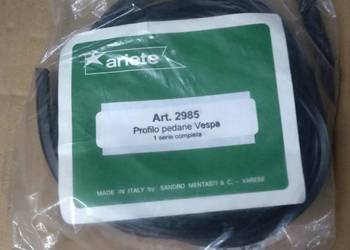 ariete
Art. 2985
Profilo pedane Vespa
1 serie completa
MADE IN ITALY by SANDRO MENTASTI & C. - VARESE